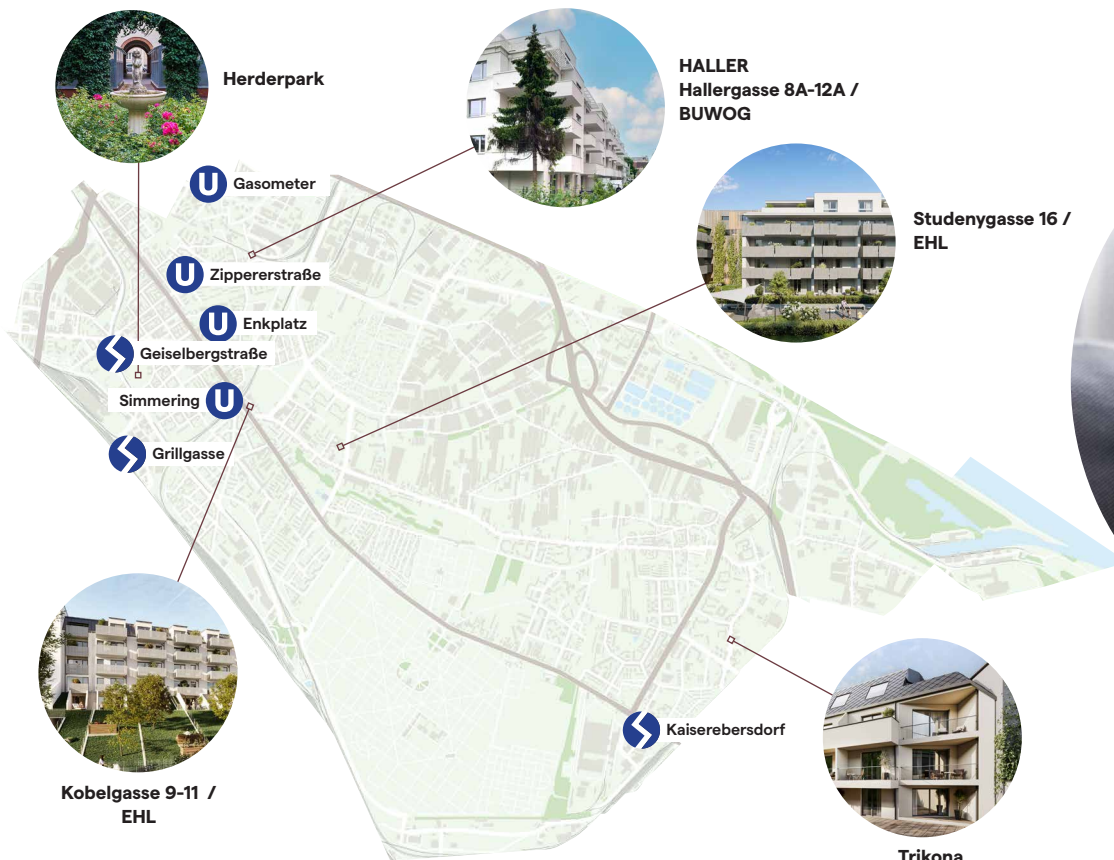 Herderpark
HALLER
Hallergasse 8A-12A /
BUWOG
U Gasometer
Studenygasse 16 /
EHL
U Zippererstraße
U Enkplatz
Geiselbergstraße
Simmering U
Grillgasse
Kaiserebersdorf
Kobelgasse 9-11 /
EHL
Trikona